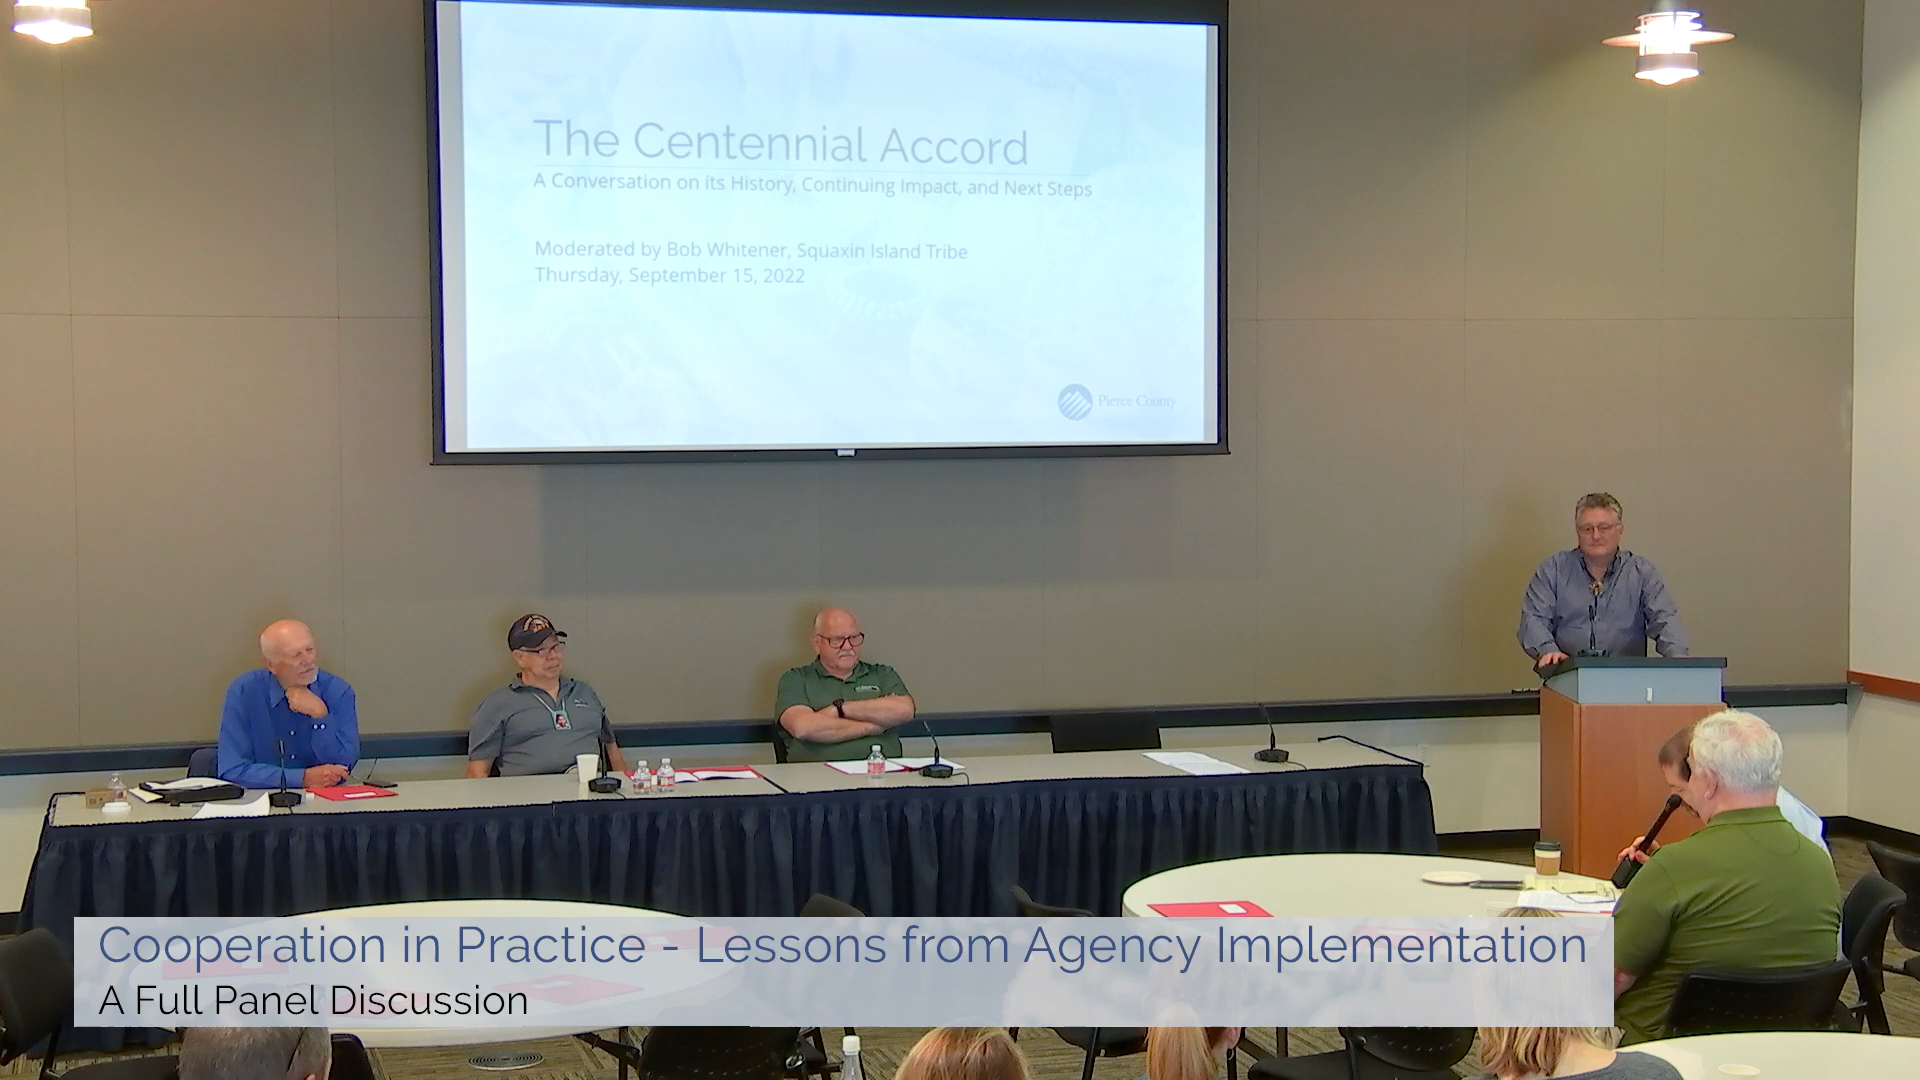 The Centennial Accord
A Conversation on its History, Continuing Impact, and Next Steps
Moderated by Bob Whitener, Squaxin Island Tribe
Thursday, September 15, 2022
Pierce County
Cooperation in Practice - Lessons from Agency Implementation
A Full Panel Discussion